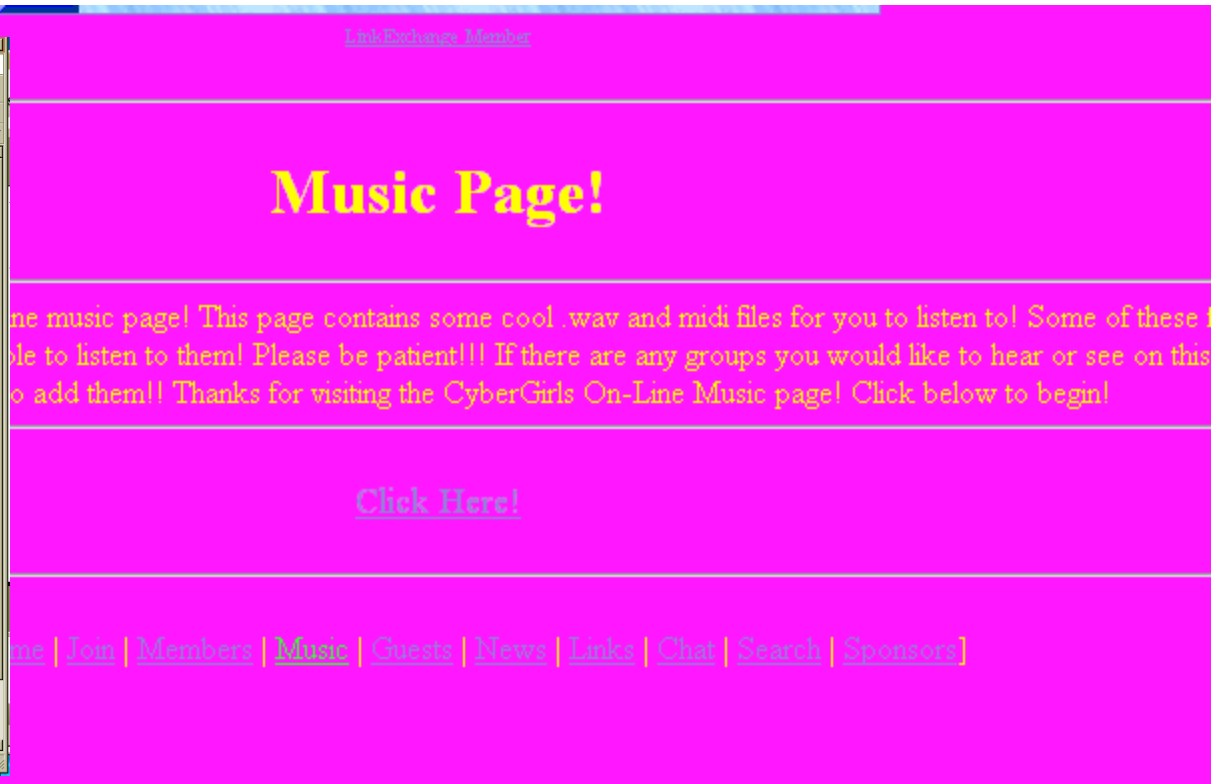 LinkExchange Member
Music Page!
ne music page! This page contains some cool .wav and midi files for you to listen to! Some of these f
ole to listen to them! Please be patient!!! If there are any groups you would like to hear or see on this
o add them!! Thanks for visiting the CyberGirls On-Line Music page! Click below to begin!
Click Here!
me | Join | Members | Music | Guests | News | Links | Chat | Search | Sponsors]